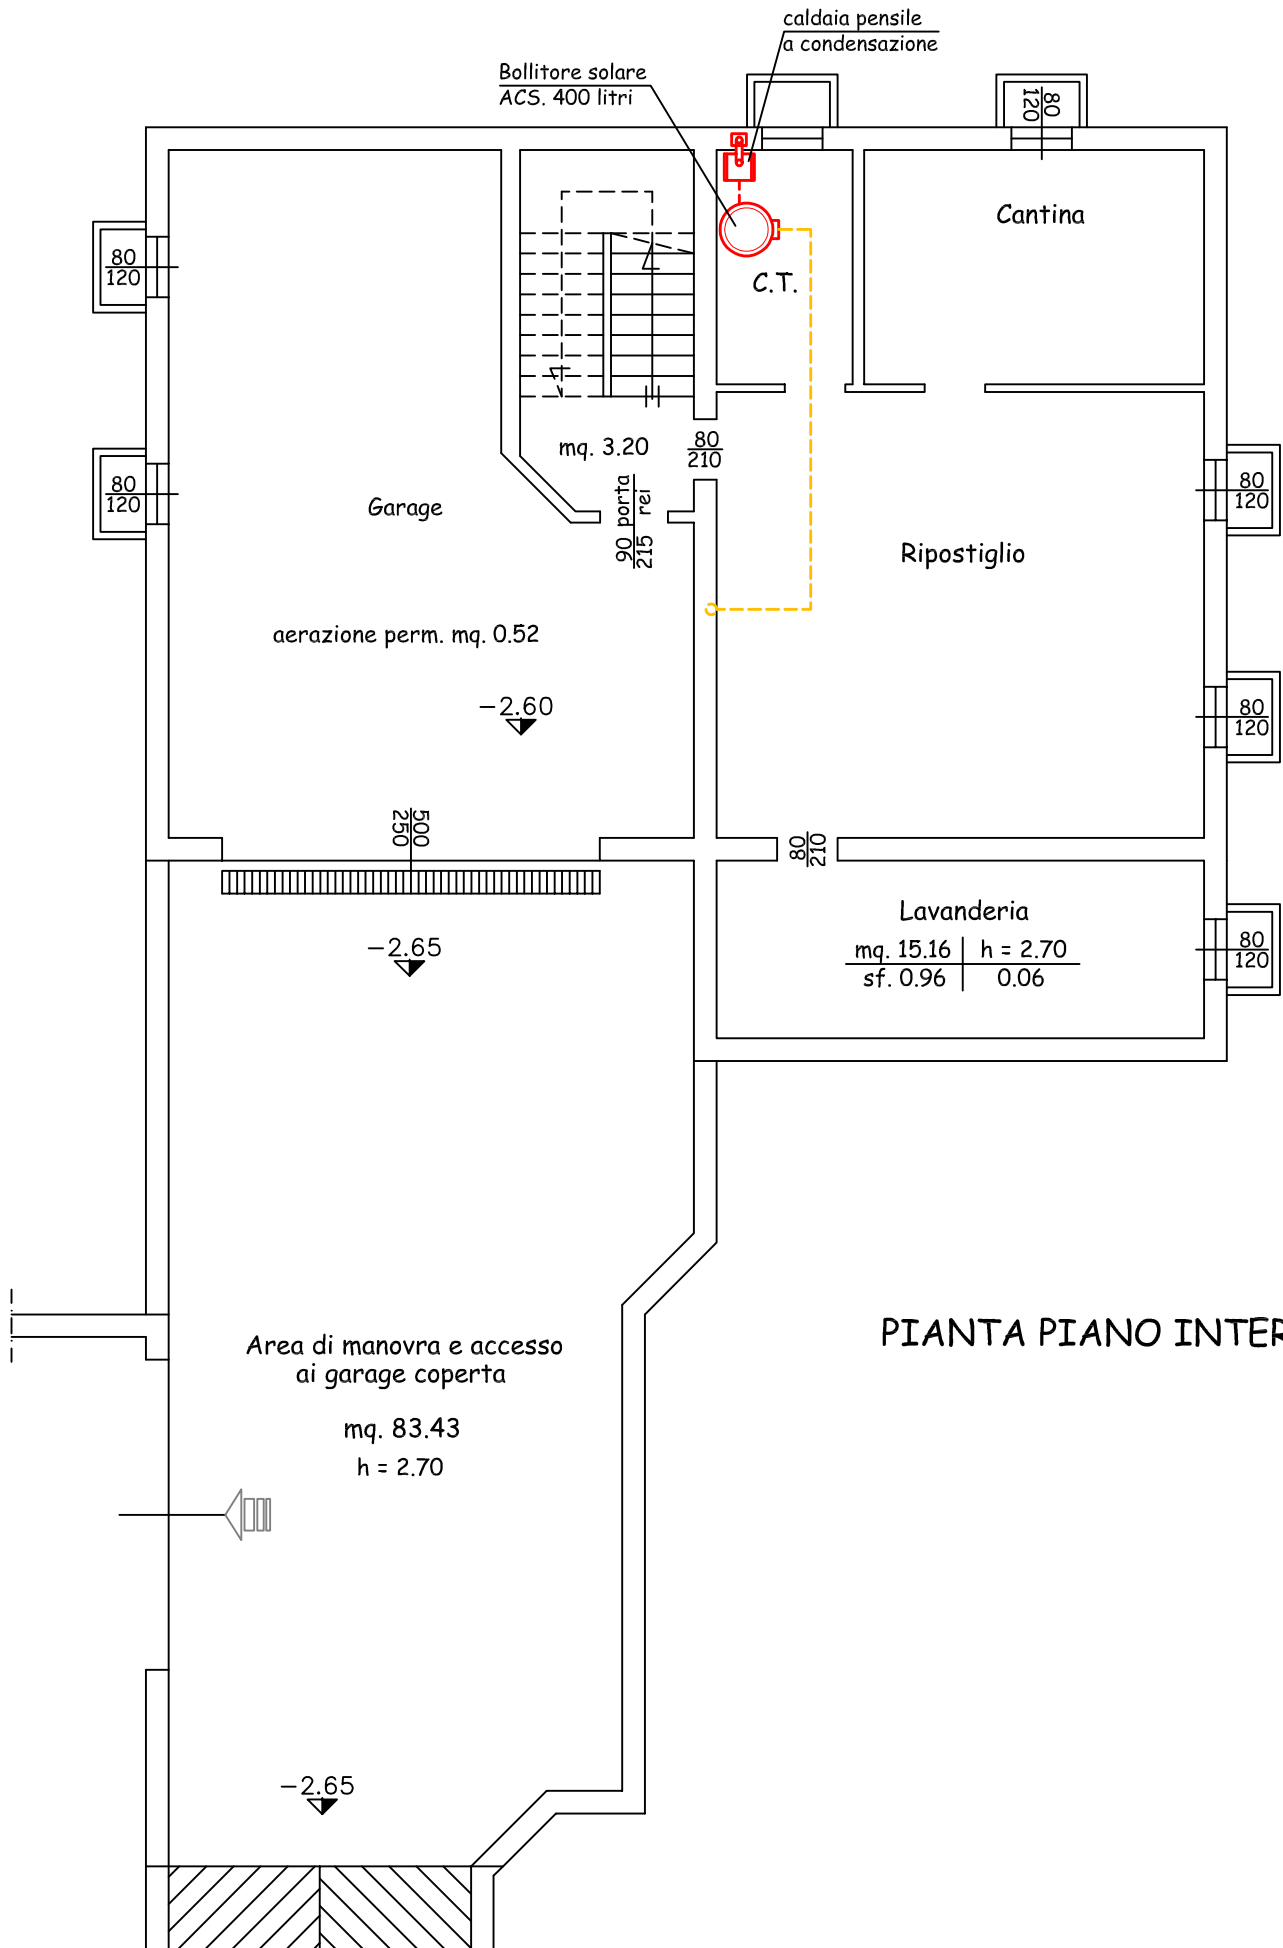 caldaia pensile
a condensazione
Bollitore solare
ACS. 400 litri
80
120
Cantina
80
120
C.T.
mq. 3.20
80
210
80
120
80
120
Garage
90 porta
215 rei
Ripostiglio
aerazione perm. mq. 0.52
-2.60
80
120
500
250
80
210
Lavanderia
mq. 15.16 h = 2.70
sf. 0.96 0.06
80
120
-2.65
PIANTA PIANO INTER
Area di manovra e accesso
ai garage coperta
mq. 83.43
h = 2.70
-2.65